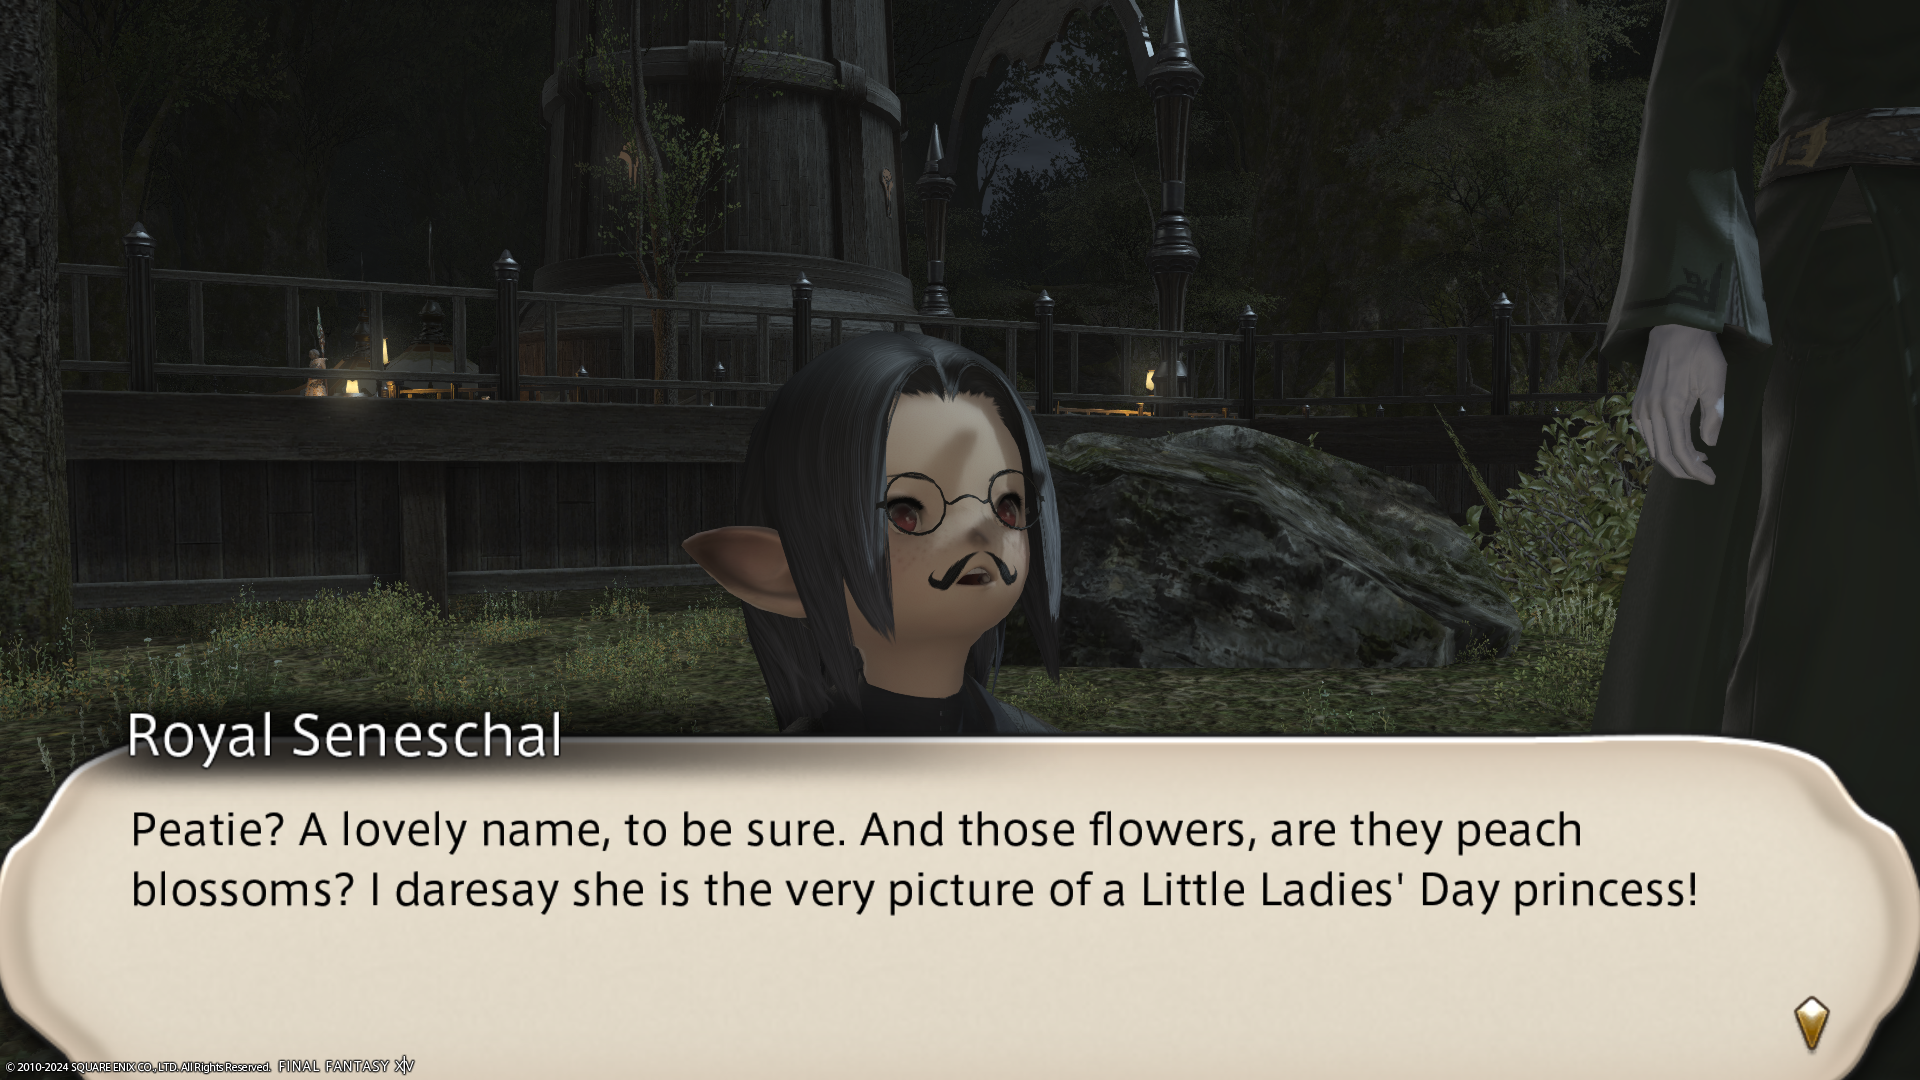 Royal Seneschal
Peatie? A lovely name, to be sure. And those flowers, are they peach
blossoms? I daresay she is the very picture of a Little Ladies' Day princess!
© 2010-2024 SQUARE ENIX CO., LTD. All Rights Reserved. FINAL FANTASY XIV